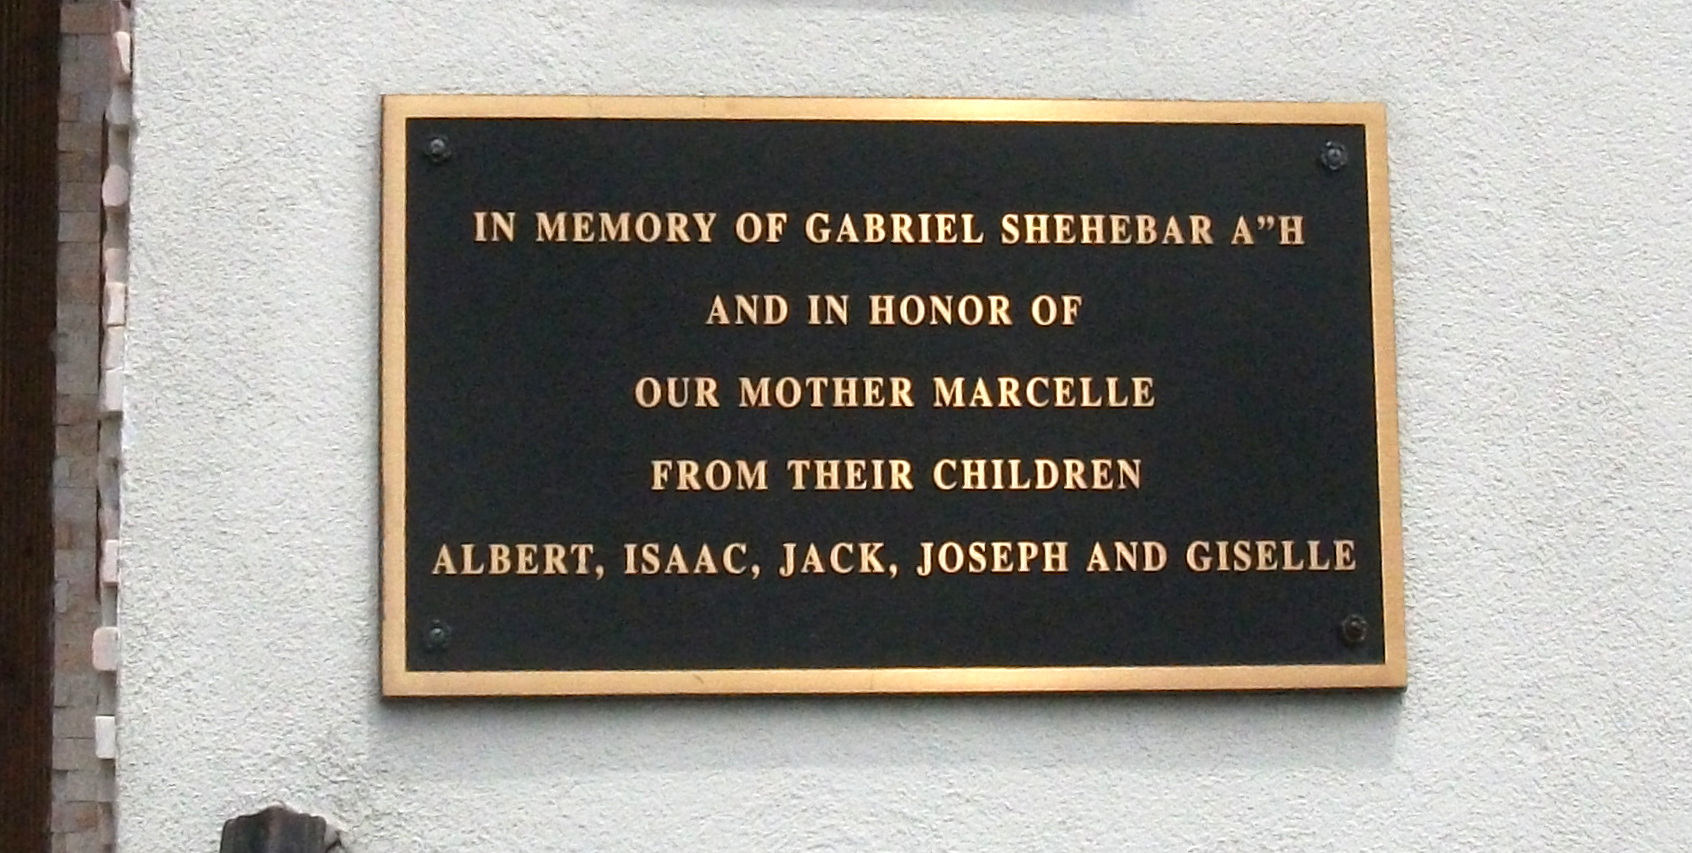 IN MEMORY OF GABRIEL SHEHEBAR A”H
AND IN HONOR OF
OUR MOTHER MARCELLE
FROM THEIR CHILDREN
ALBERT, ISAAC, JACK, JOSEPH AND GISELLE